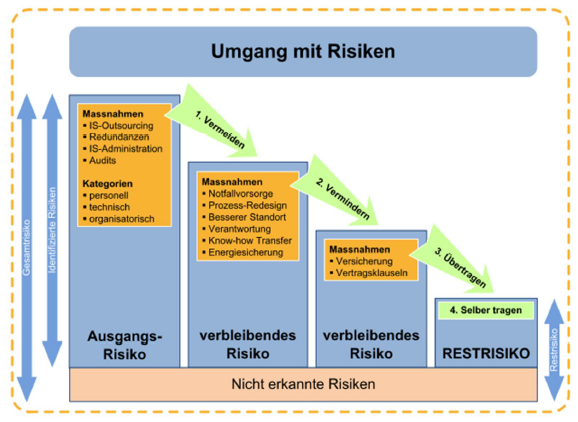 Umgang mit Risiken
Gesamtrisiko
Identifizierte Risiken
Massnahmen
▪ IS-Outsourcing
▪ Redundanzen
▪ IS-Administration
▪ Audits
Kategorien
▪ personell
▪ technisch
▪ organisatorisch
Ausgangs-
Risiko
1. Vermeiden
Massnahmen
▪ Notfallvorsorge
▪ Prozess-Redesign
▪ Besserer Standort
▪ Verantwortung
▪ Know-how Transfer
▪ Energiesicherung
verbleibendes
Risiko
2. Vermindern
Massnahmen
▪ Versicherung
▪ Vertragsklauseln
verbleibendes
Risiko
3. Übertragen
4. Selber tragen
RESTRISIKO
Restrisiko
Nicht erkannte Risiken